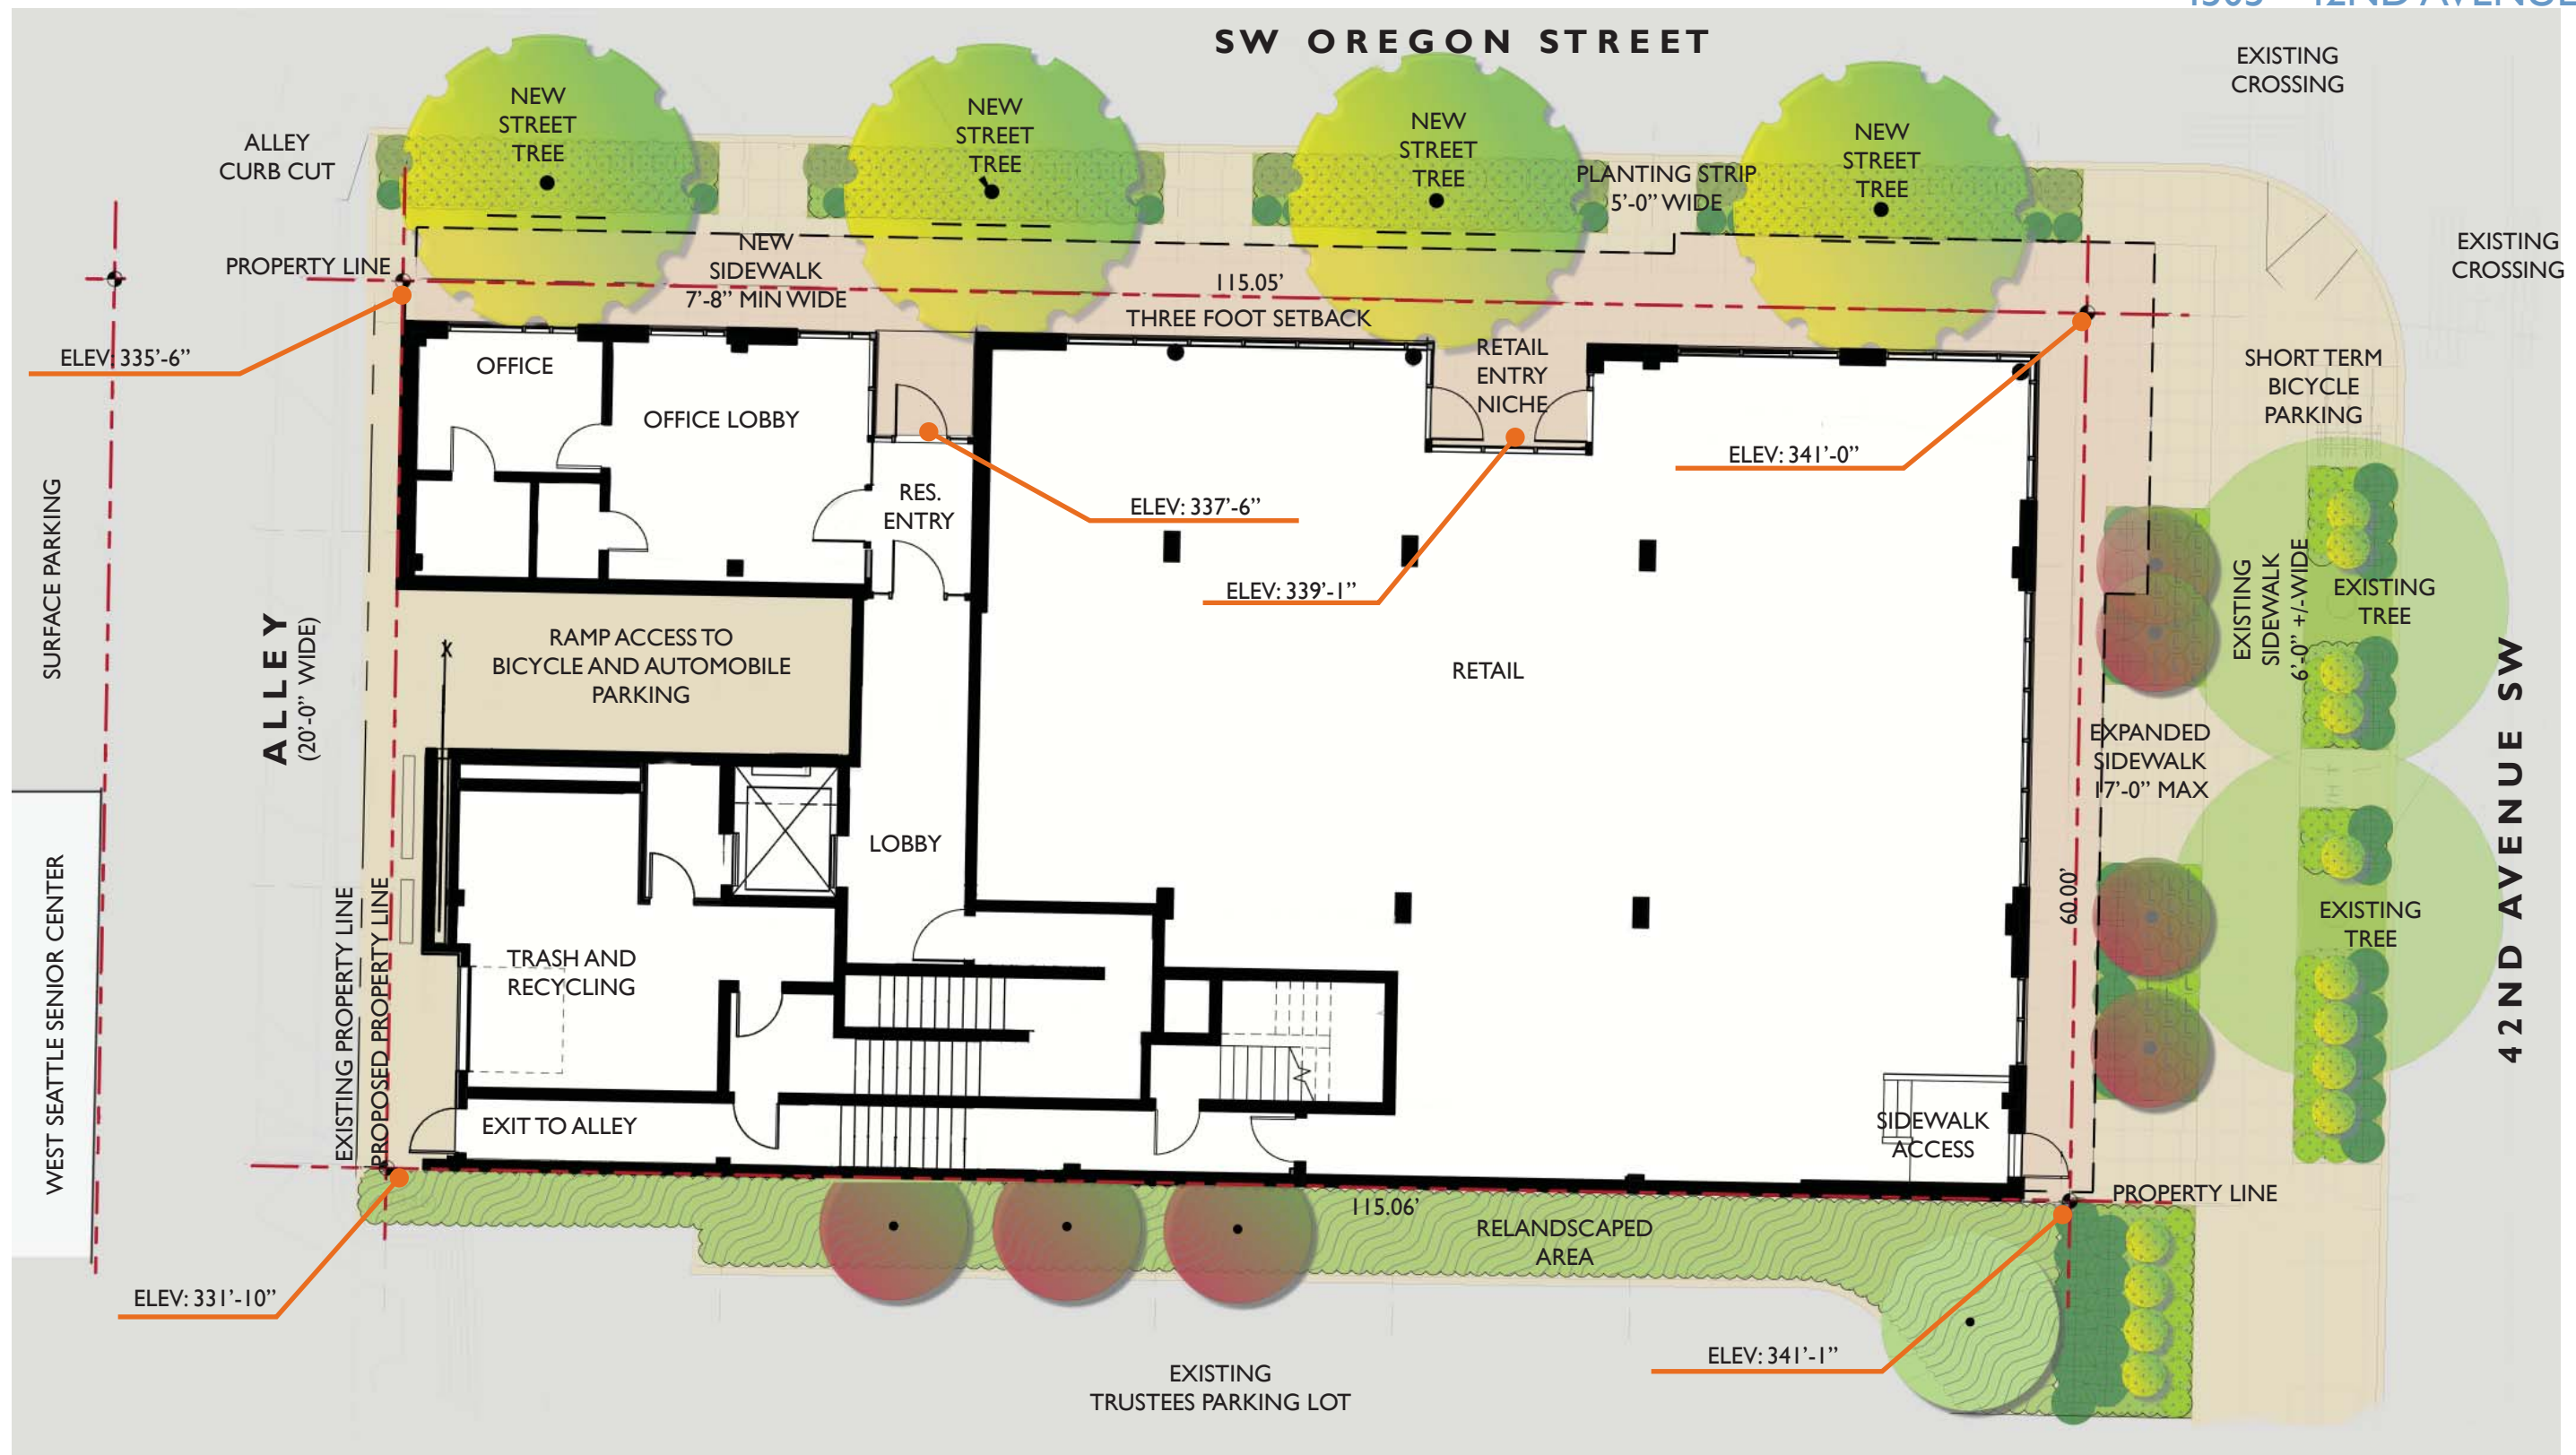 42ND AVENUE
SW OREGON STREET
EXISTING
CROSSING
NEW
STREET
TREE
NEW
STREET
TREE
NEW
STREET
TREE
NEW
STREET
TREE
ALLEY
CURB CUT
PLANTING STRIP
5'-0" WIDE
EXISTING
CROSSING
PROPERTY LINE
NEW
SIDEWALK
7'-8" MIN WIDE
115.05'
THREE FOOT SETBACK
ELEV: 335'-6"
OFFICE
OFFICE LOBBY
RETAIL
ENTRY
NICHE
SHORT TERM
BICYCLE
PARKING
ELEV: 341'-0"
RES.
ENTRY
ELEV: 337'-6"
ELEV: 339'-1"
SURFACE PARKING
ALLEY
(20'-0" WIDE)
RAMP ACCESS TO
BICYCLE AND AUTOMOBILE
PARKING
RETAIL
EXISTING
SIDEWALK
6'-0" +/-WIDE
EXISTING
TREE
42ND AVENUE SW
EXPANDED
SIDEWALK
17'-0" MAX
LOBBY
60.00'
EXISTING
TREE
WEST SEATTLE SENIOR CENTER
EXISTING PROPERTY LINE
PROPOSED PROPERTY LINE
TRASH AND
RECYCLING
EXIT TO ALLEY
SIDEWALK
ACCESS
PROPERTY LINE
115.06'
RELANDSCAPED
AREA
ELEV: 331'-10"
ELEV: 341'-1"
EXISTING
TRUSTEES PARKING LOT